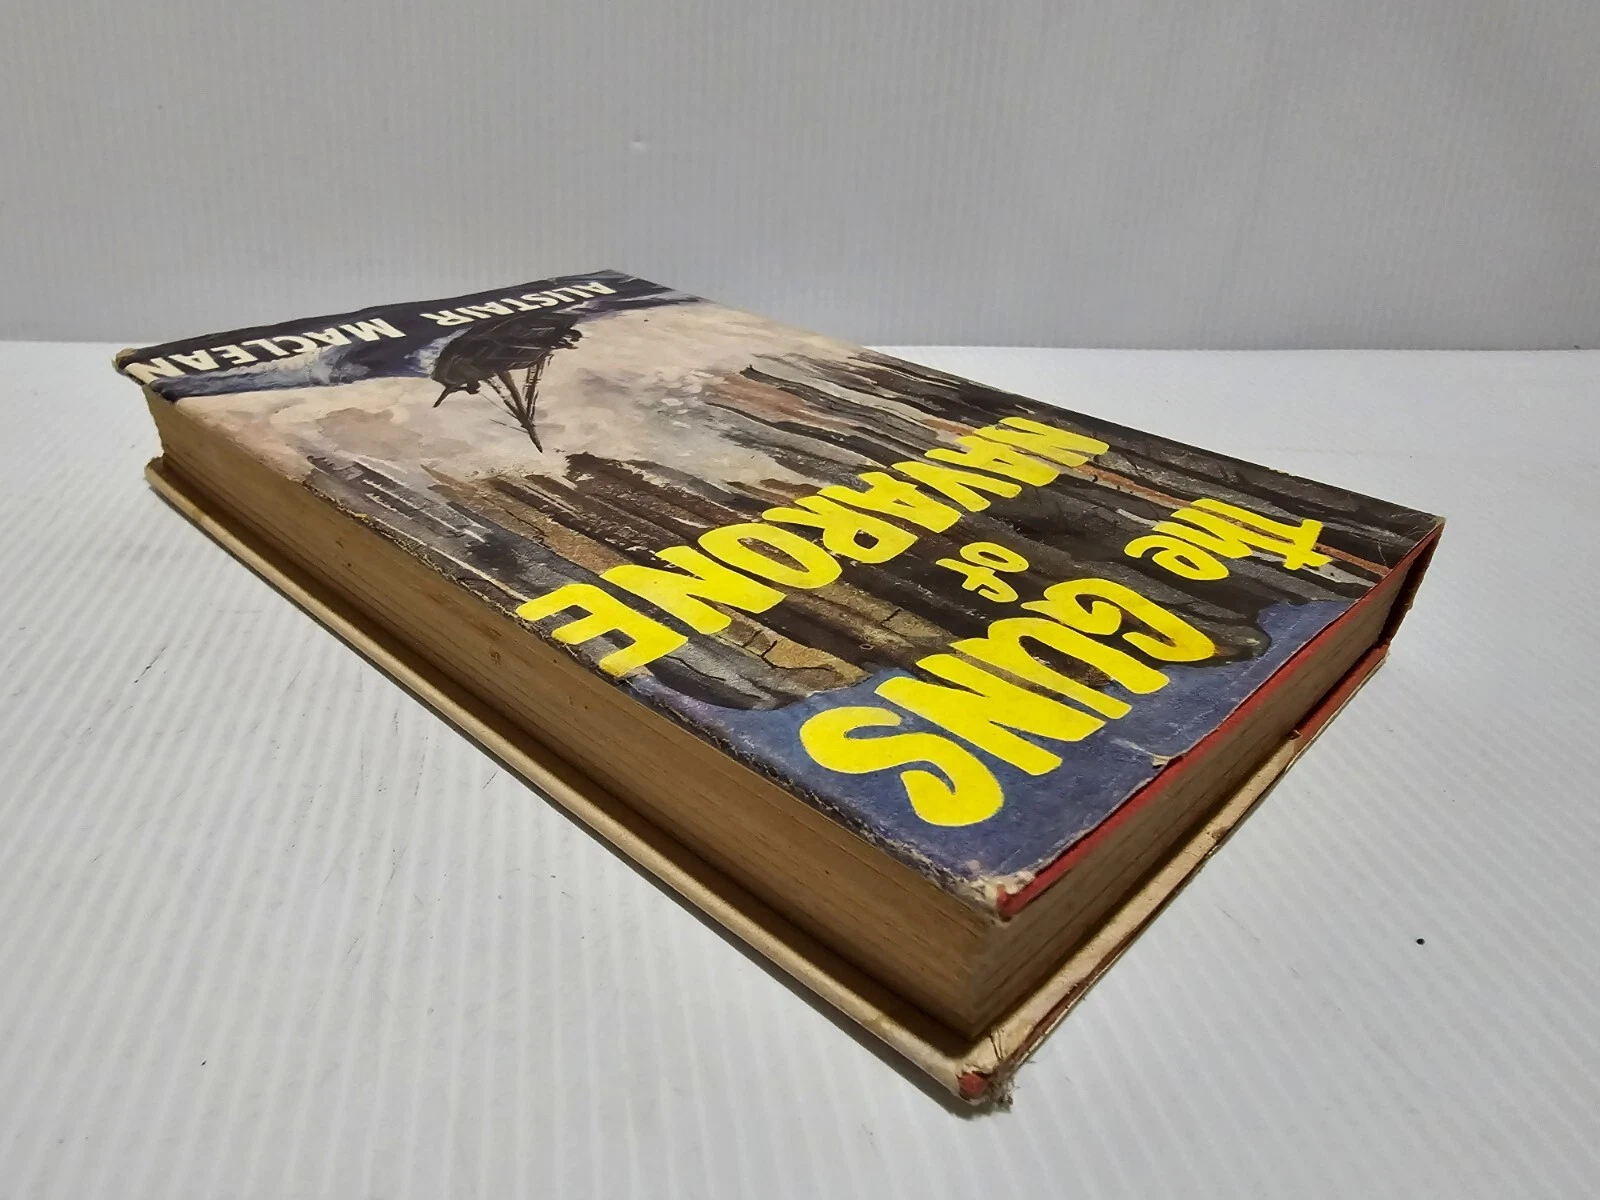 The
GUNS
OF
NAVARONE
ALISTAIR MACLEAN